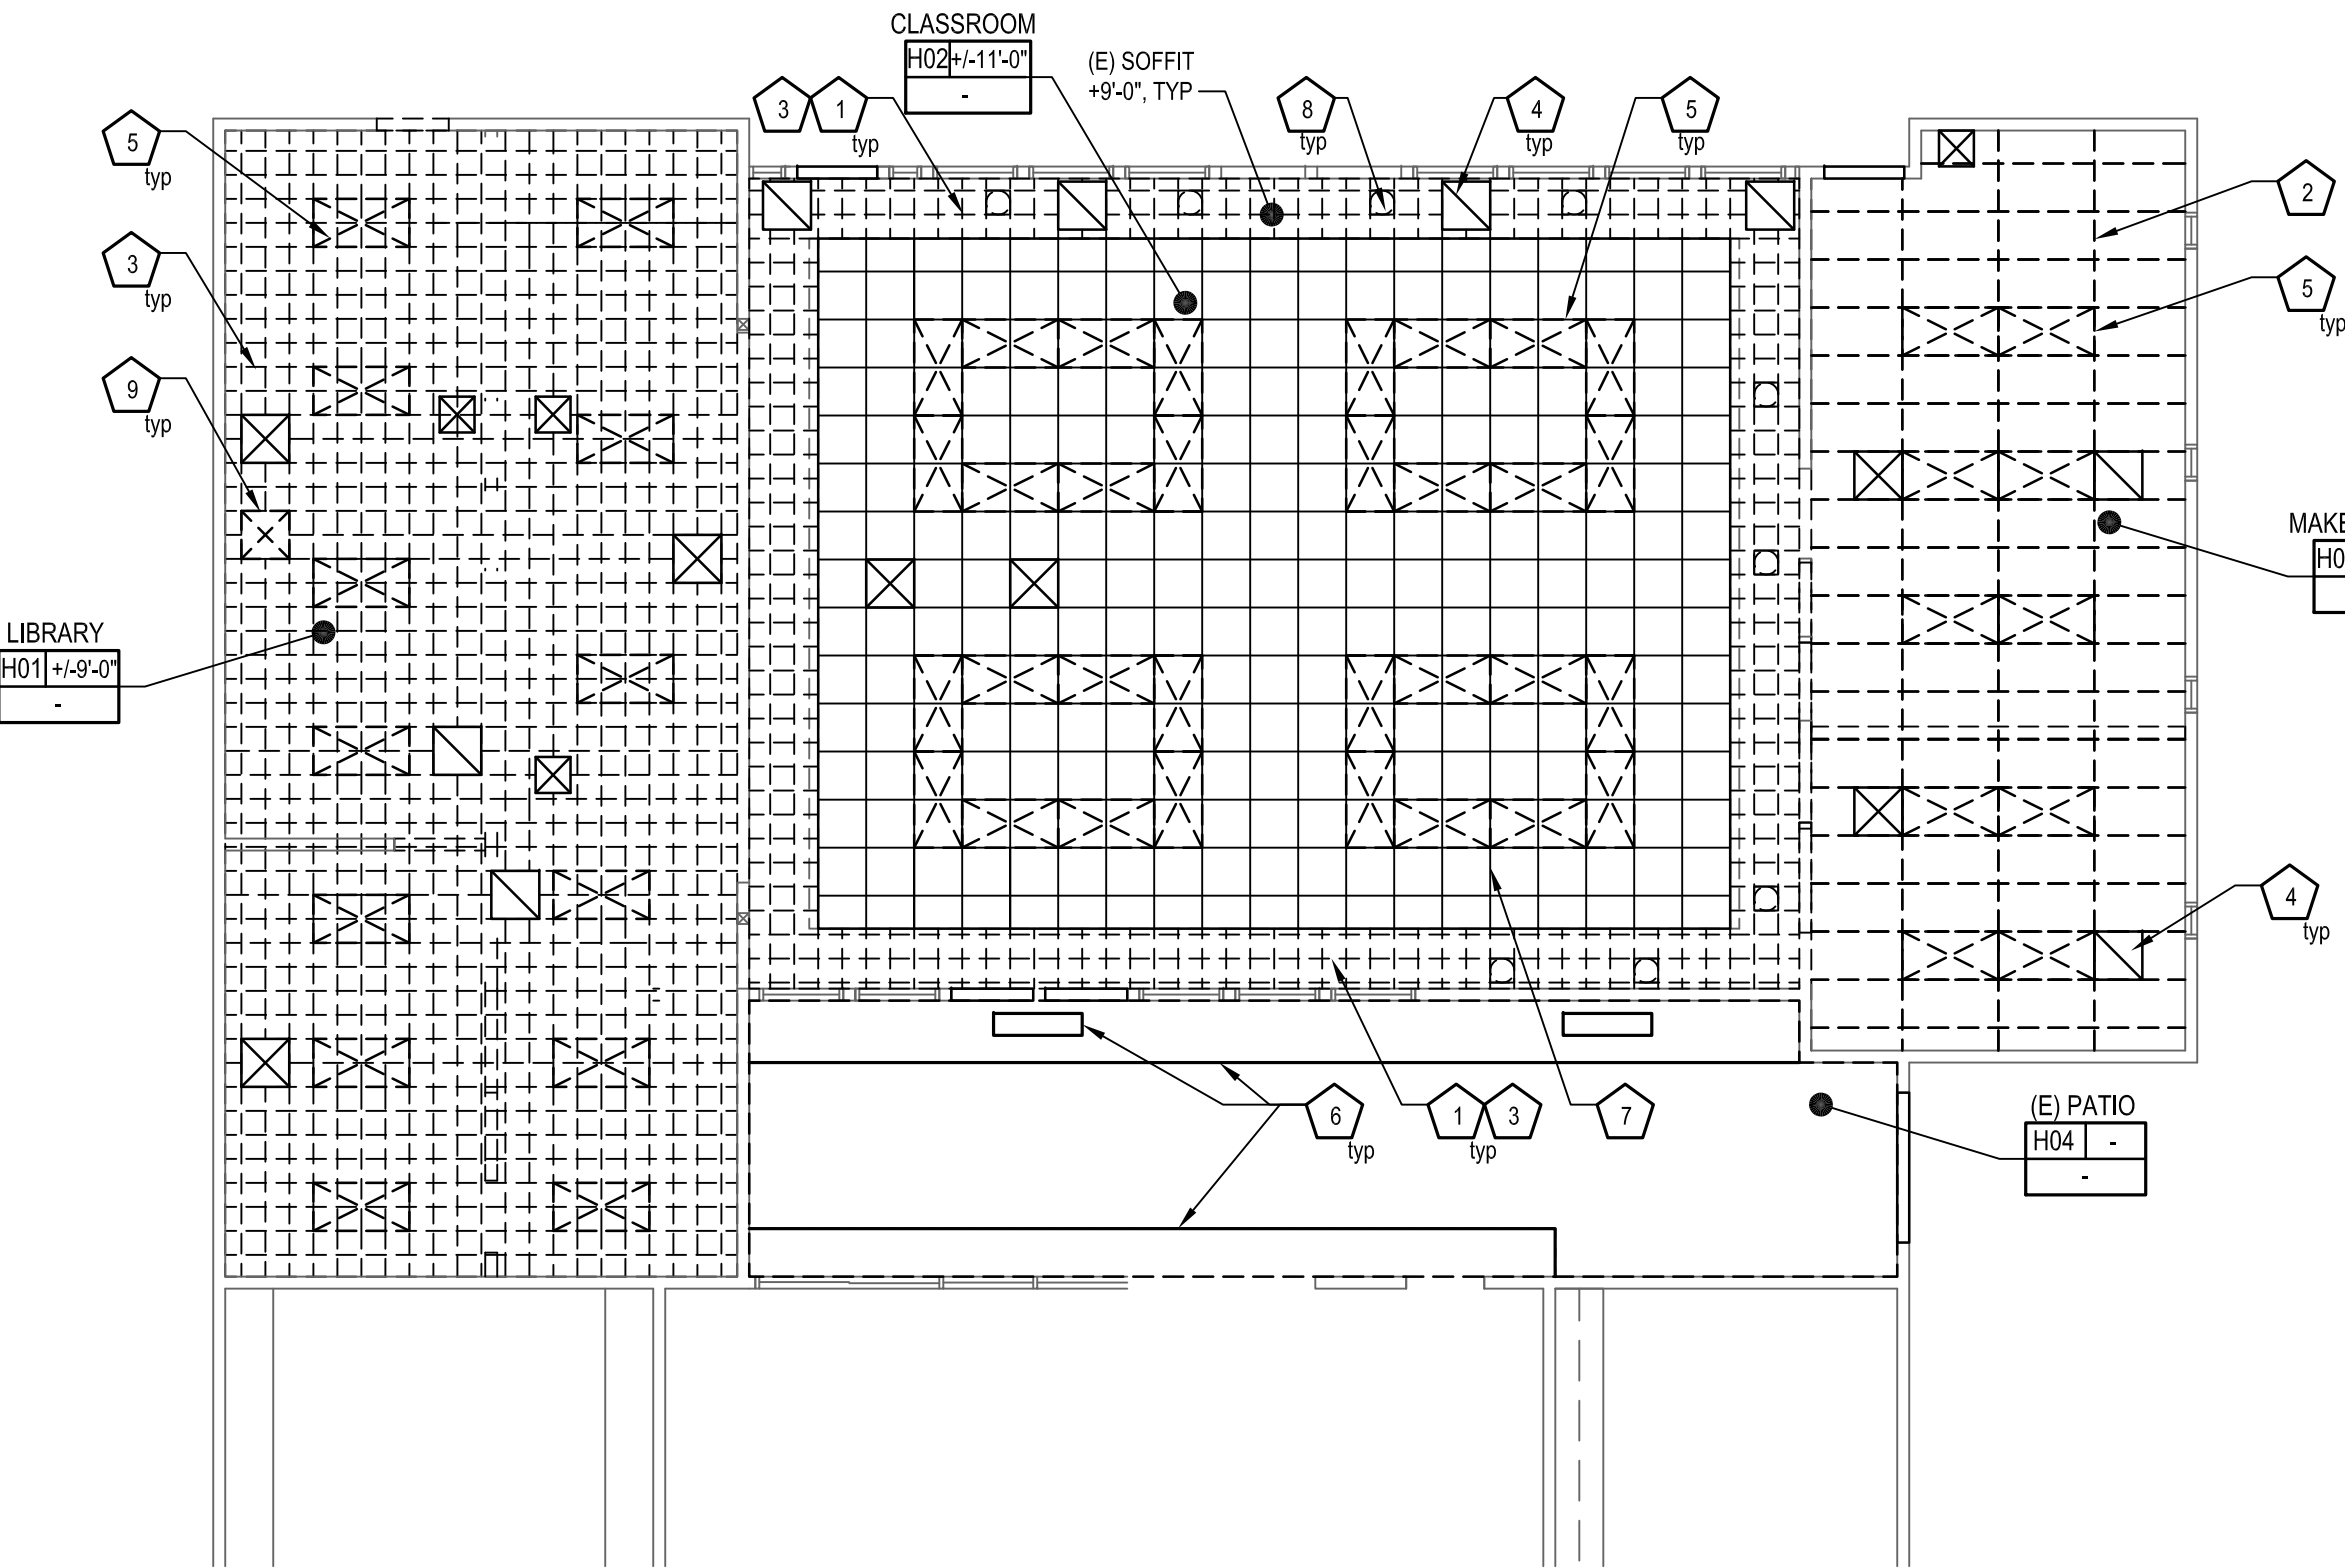 CLASSROOM
H02 +/-11'-0"
-
(E) SOFFIT
+9'-0", TYP
3 1
typ
8
typ
4
typ
5
typ
5
typ
3
typ
9
typ
2
5
typ
LIBRARY
H01 +/-9'-0"
-
MAKE
H0
4
typ
6
typ
1 3
typ
7
(E) PATIO
H04 -
-